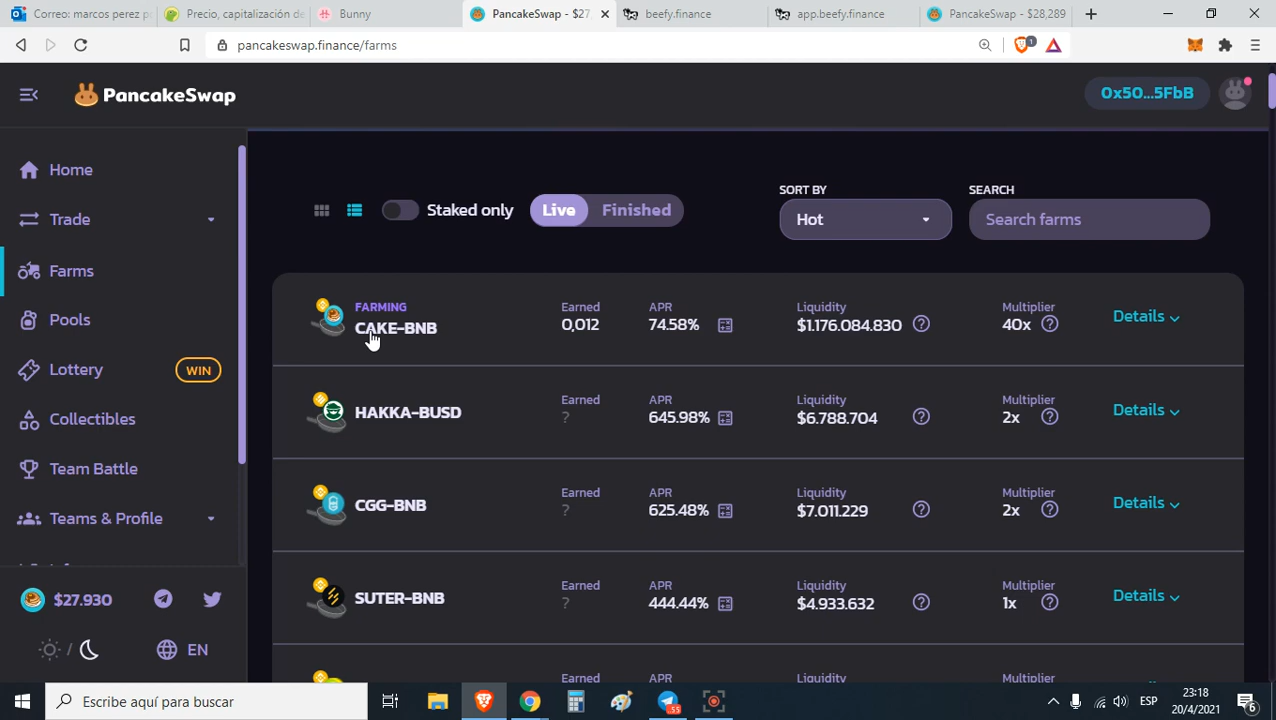 Correo: marcos perez p
Precio, capitalización de
Bunny
PancakeSwap - $27
beefy.finance
app.beefy.finance
PancakeSwap - $28,289
pancakeswap.finance/farms
1
PancakeSwap
0x50...5FbB
Home
Trade
Farms
Pools
Lottery
WIN
Collectibles
Team Battle
Teams & Profile
$27.930
/
EN
Staked only
Live
Finished
SORT BY
Hot
SEARCH
Search farms
FARMING
CAKE-BNB
Earned
0,012
APR
74.58%
Liquidity
$1.176.084.830
?
Multiplier
40x
?
Details
HAKKA-BUSD
Earned
?
APR
645.98%
Liquidity
$6.788.704
?
Multiplier
2x
?
Details
CGG-BNB
Earned
?
APR
625.48%
Liquidity
$7.011.229
?
Multiplier
2x
?
Details
SUTER-BNB
Earned
?
APR
444.44%
Liquidity
$4.933.632
?
Multiplier
1x
?
Details
Earned
APR
Liquidity
Multiplier
Escribe aquí para buscar
55
ESP
23:18
20/4/2021
6